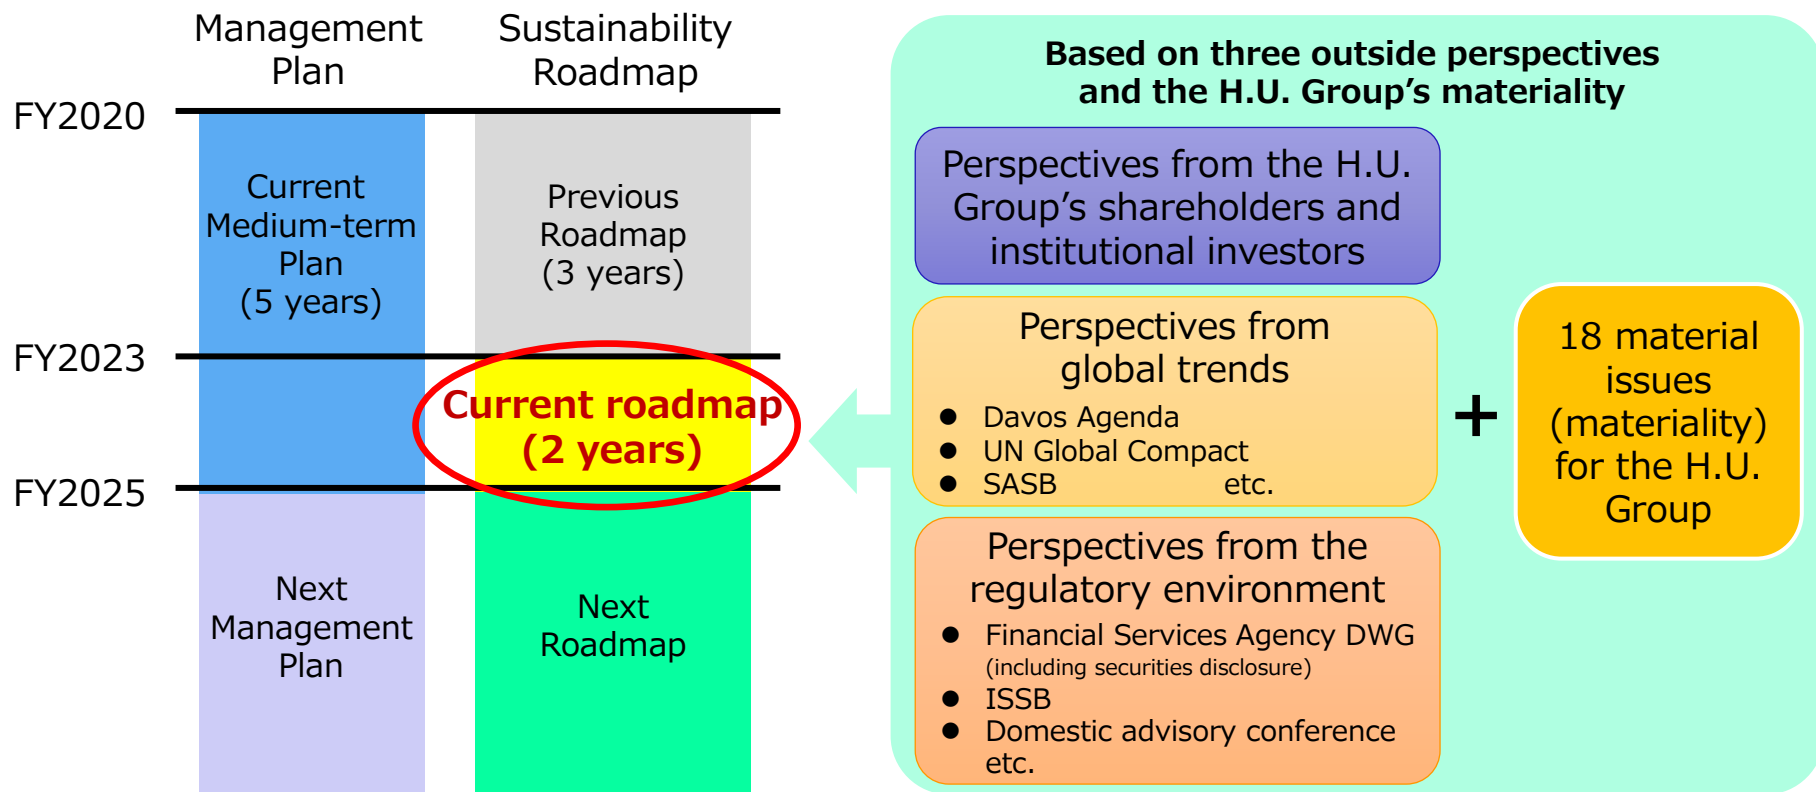 Management
Plan
Sustainability
Roadmap
FY2020
FY2023
FY2025
Current
Medium-term
Plan
(5 years)
Next
Management
Plan
Previous
Roadmap
(3 years)
Current roadmap
(2 years)
Next
Roadmap
Based on three outside perspectives
and the H.U. Group’s materiality
Perspectives from the H.U.
Group’s shareholders and
institutional investors
Perspectives from
global trends
● Davos Agenda
● UN Global Compact
● SASB etc.
Perspectives from the
regulatory environment
● Financial Services Agency DWG
(including securities disclosure)
● ISSB
● Domestic advisory conference
etc.
+
18 material
issues
(materiality)
for the H.U.
Group